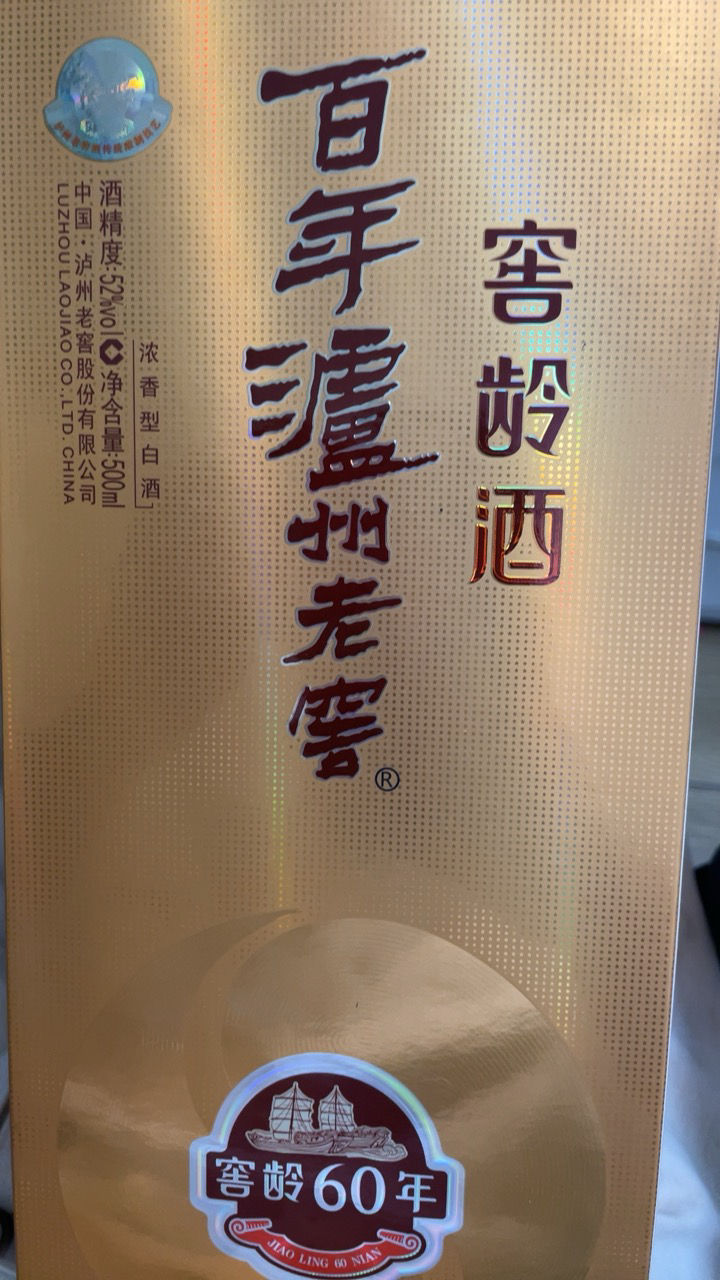 窖龄酒
百年泸州老窖®
浓香型白酒
酒精度:52%vol 净含量:500ml
中国·泸州老窖股份有限公司
LUZHOU LAOJIAO CO.,LTD. CHINA
窖龄60年
JIAO LING 60 NIAN